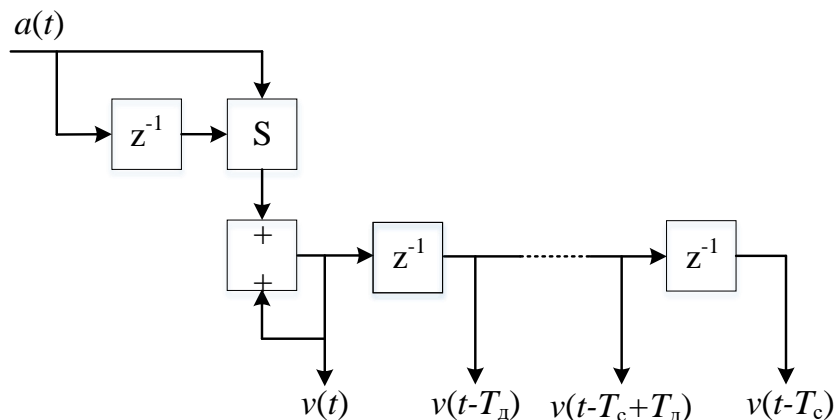 a(t)
z⁻¹
S
+
+
z⁻¹
z⁻¹
v(t)
v(t-Tд)
v(t-Tс+Tд)
v(t-Tс)